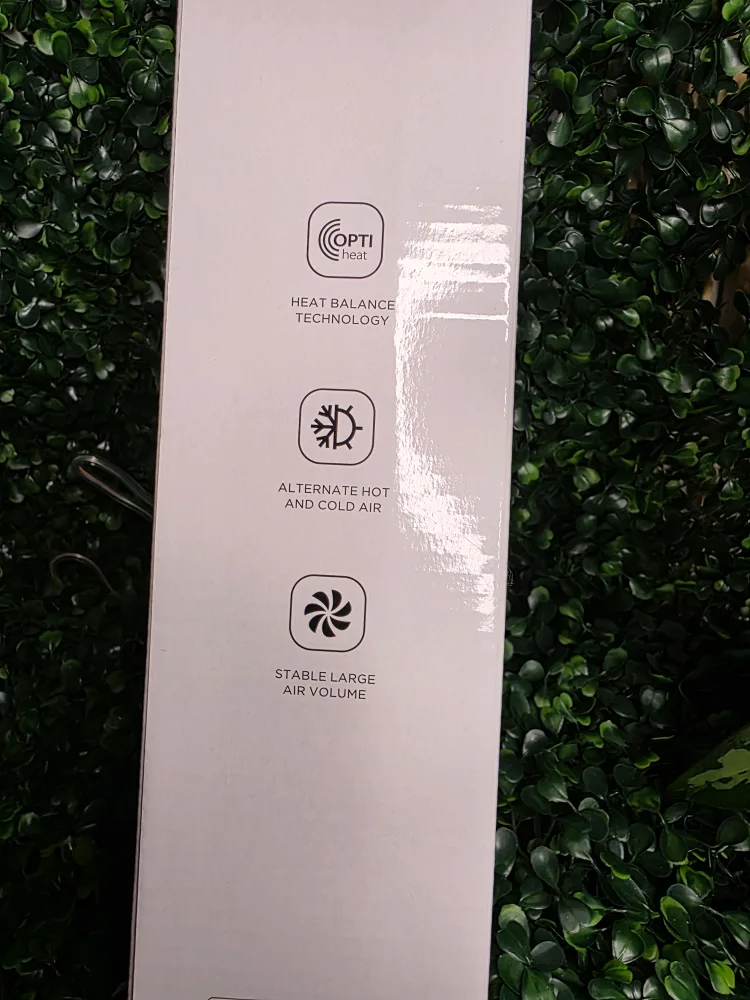 OPTI
heat
HEAT BALANCE
TECHNOLOGY
ALTERNATE HOT
AND COLD AIR
STABLE LARGE
AIR VOLUME